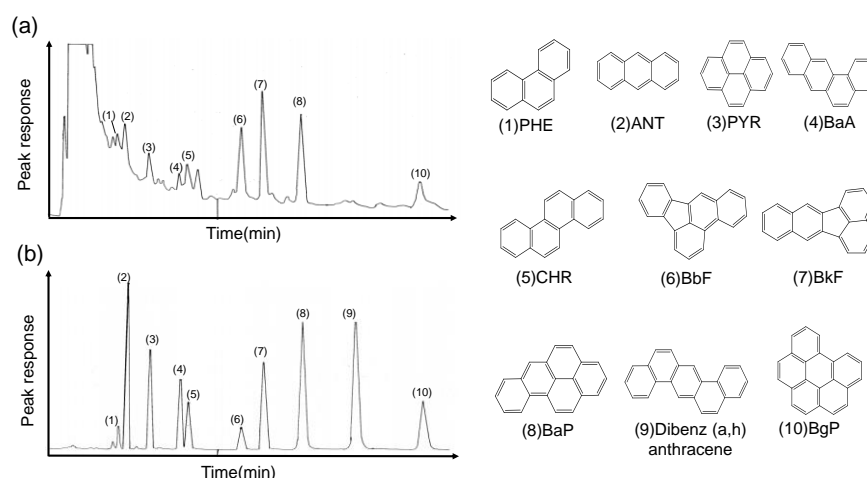 (a)
Peak response
(1)
(2)
(3)
(4)
(5)
(6)
(7)
(8)
(10)
Time(min)
(b)
Peak response
(1)
(2)
(3)
(4)
(5)
(6)
(7)
(8)
(9)
(10)
Time(min)
(1)PHE
(2)ANT
(3)PYR
(4)BaA
(5)CHR
(6)BbF
(7)BkF
(8)BaP
(9)Dibenz (a,h)
anthracene
(10)BgP